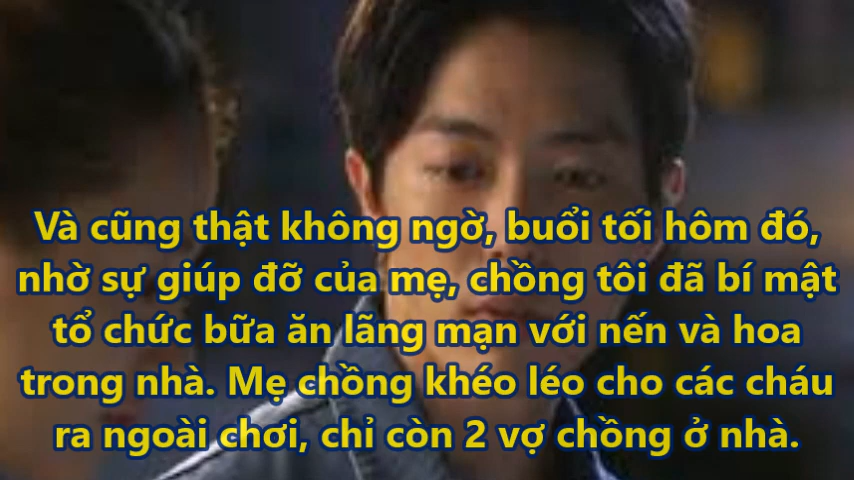 Và cũng thật không ngờ, buổi tối hôm đó,
nhờ sự giúp đỡ của mẹ, chồng tôi đã bí mật
tổ chức bữa ăn lãng mạn với nến và hoa
trong nhà. Mẹ chồng khéo léo cho các cháu
ra ngoài chơi, chỉ còn 2 vợ chồng ở nhà.